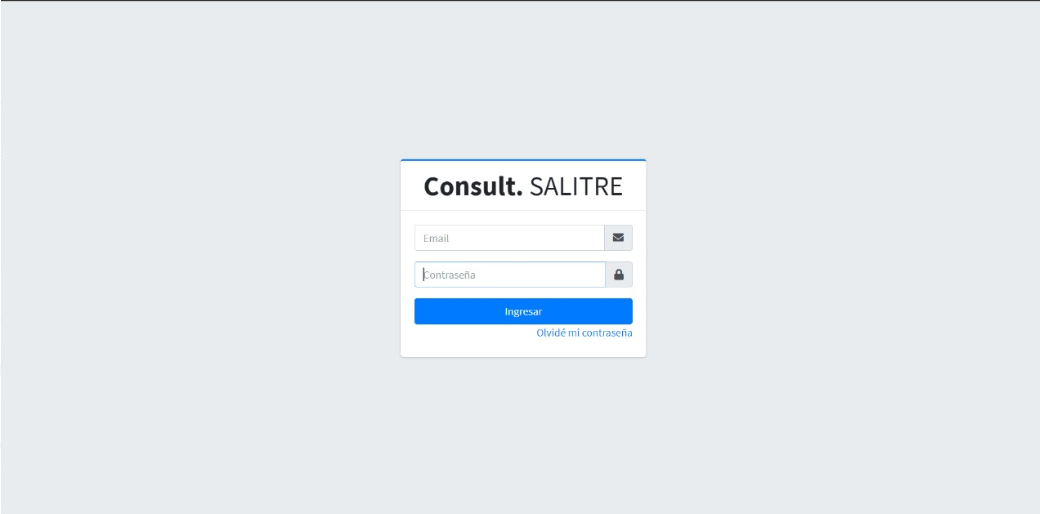 Consult. SALITRE
Email
Contraseña
Ingresar
Olvidé mi contraseña